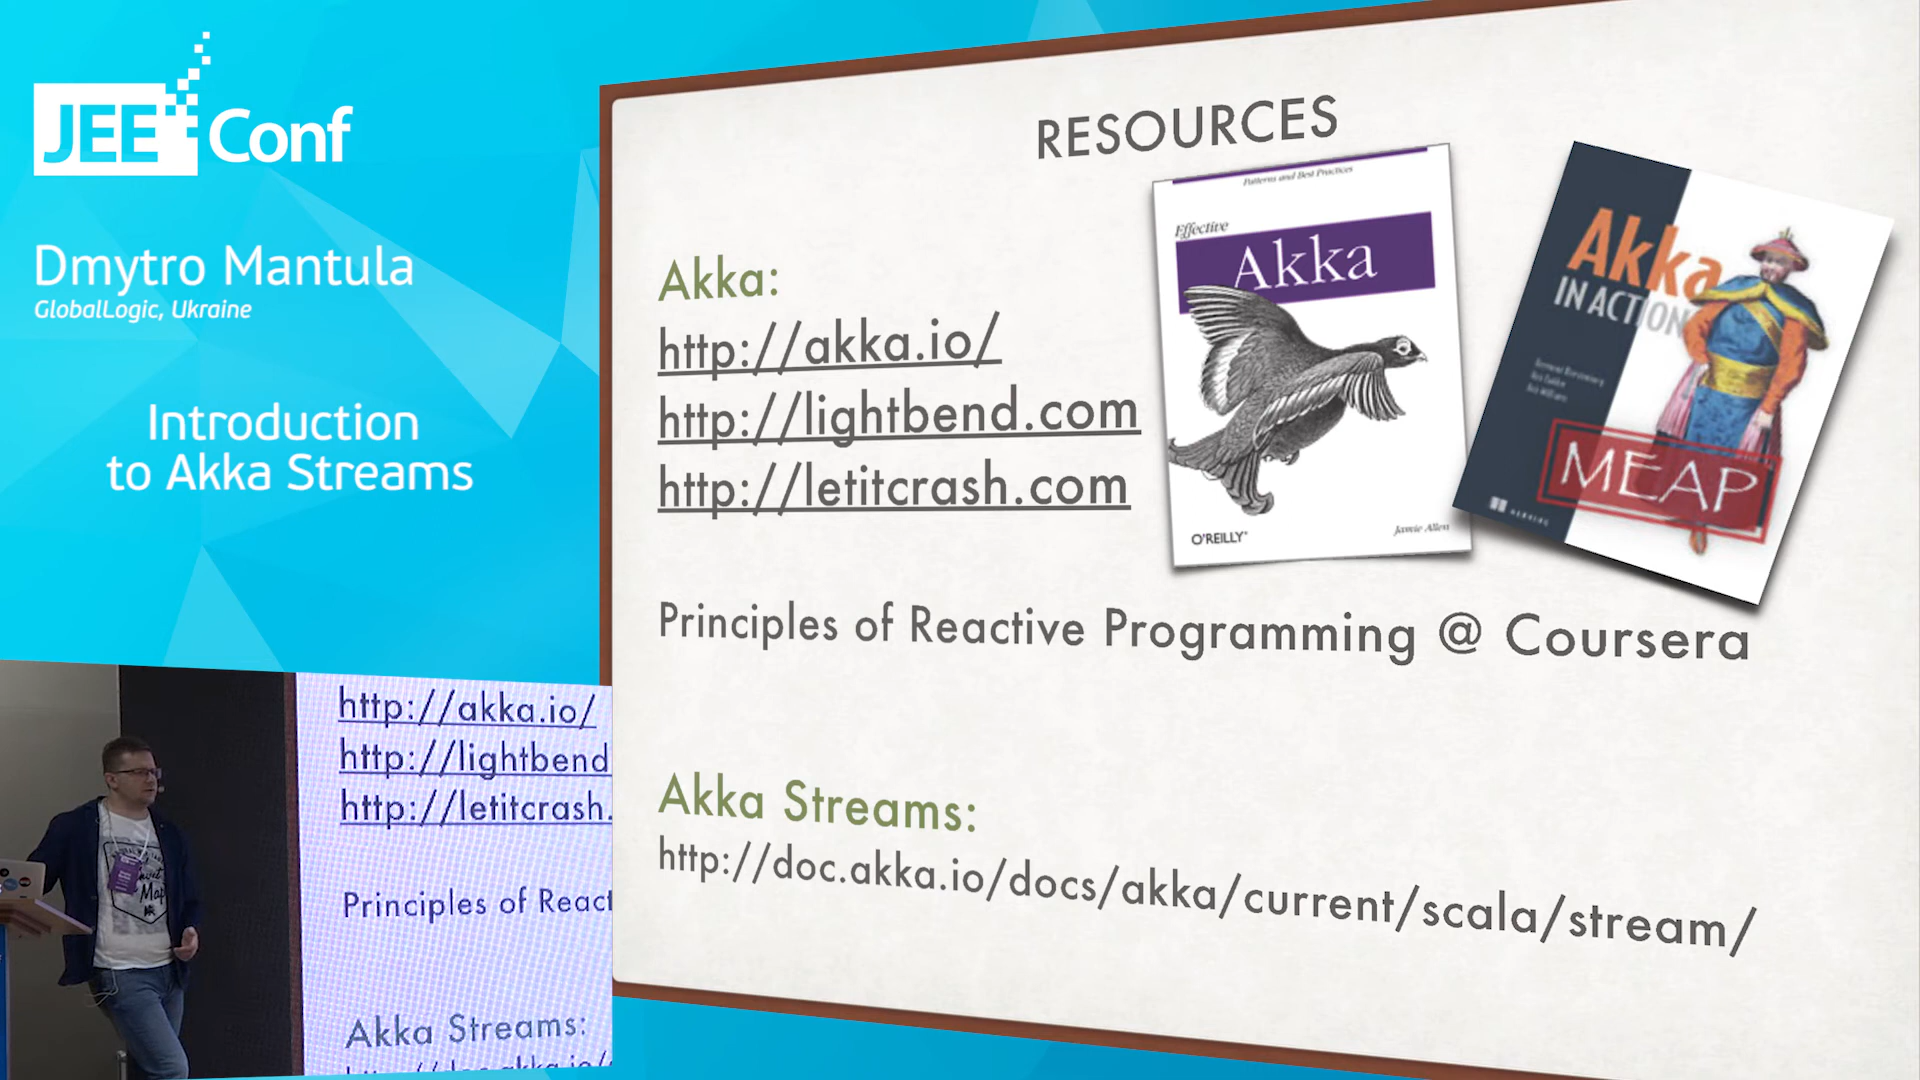 JEE Conf
Dmytro Mantula
GlobalLogic, Ukraine
Introduction
to Akka Streams
RESOURCES
Akka:
http://akka.io/
http://lightbend.com
http://letitcrash.com
Patterns and Best Practices
Effective
Akka
O'REILLY
Jamie Allen
Akka
IN ACTION
MEAP
MANNING
Principles of Reactive Programming @ Coursera
Akka Streams:
http://doc.akka.io/docs/akka/current/scala/stream/
http://akka.io/
http://lightbend
http://letitcrash.
Principles of React
Akka Streams: